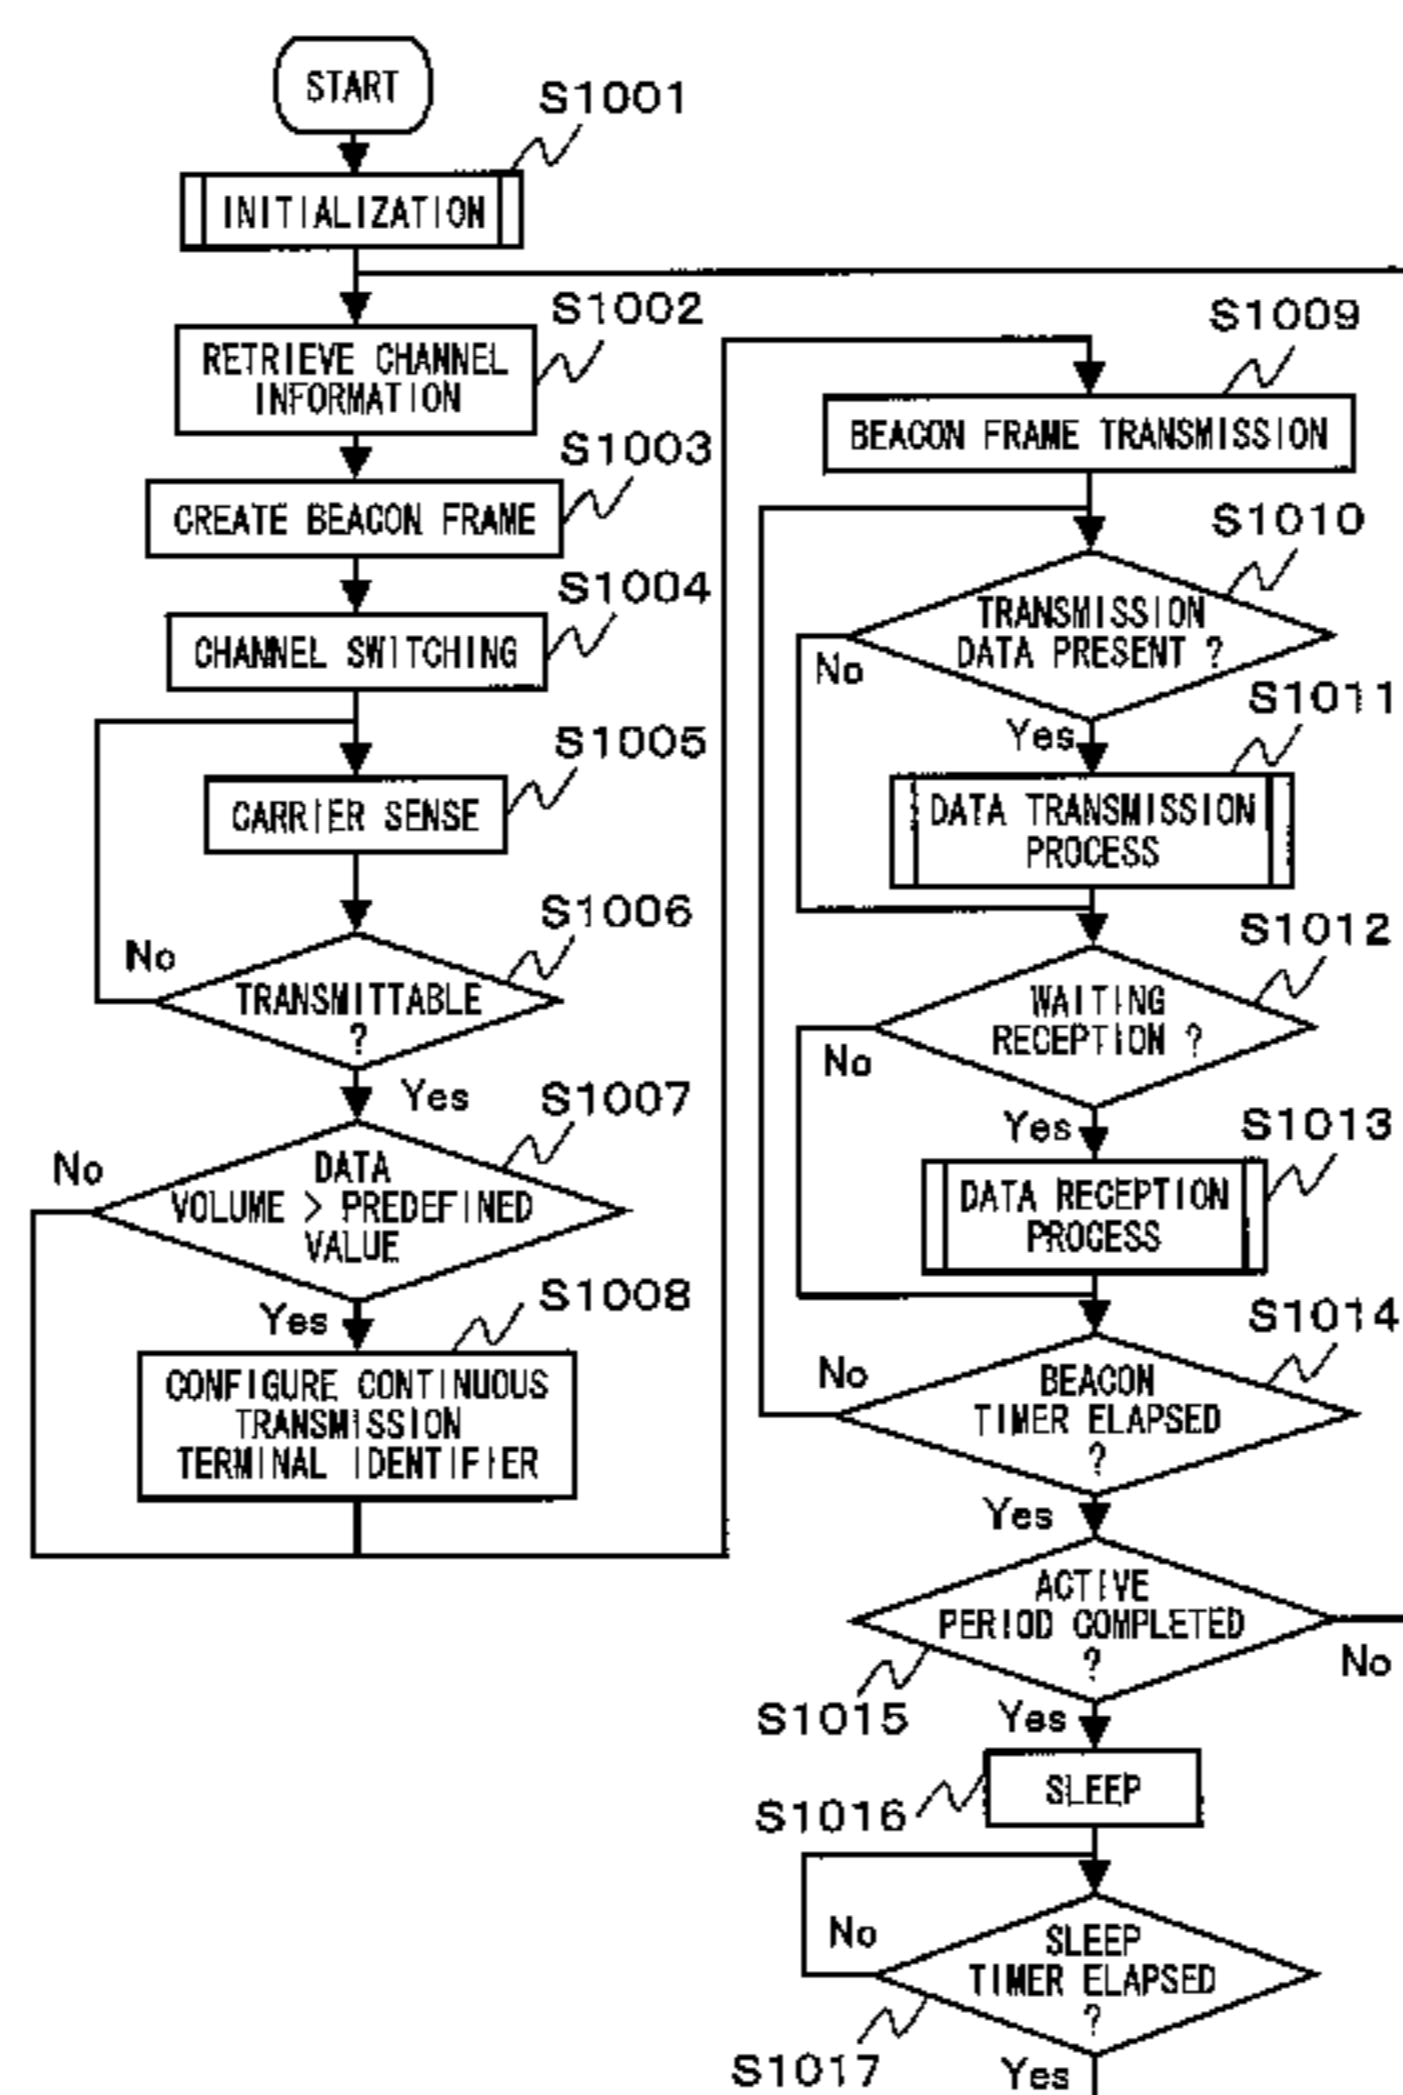 START
S1001
INITIALIZATION
S1002
RETRIEVE CHANNEL
INFORMATION
S1003
CREATE BEACON FRAME
S1004
CHANNEL SWITCHING
S1005
CARRIER SENSE
S1006
No
TRANSMITTABLE
?
Yes
S1007
No
DATA
VOLUME > PREDEFINED
VALUE
Yes
S1008
CONFIGURE CONTINUOUS
TRANSMISSION
TERMINAL IDENTIFIER
S1009
BEACON FRAME TRANSMISSION
S1010
TRANSMISSION
DATA PRESENT ?
No
Yes
S1011
DATA TRANSMISSION
PROCESS
S1012
WAITING
RECEPTION ?
No
Yes
S1013
DATA RECEPTION
PROCESS
S1014
No
BEACON
TIMER ELAPSED
?
Yes
ACTIVE
PERIOD COMPLETED
?
No
S1015
Yes
SLEEP
S1016
No
SLEEP
TIMER ELAPSED
?
S1017
Yes